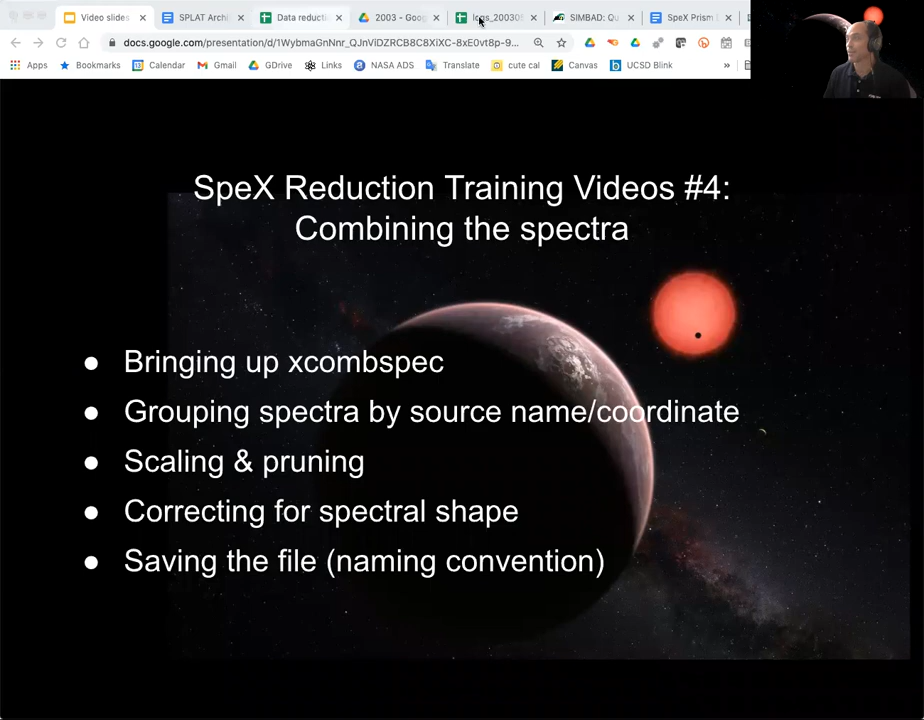 Video slides
SPLAT Archi
Data reducti
2003 - Goog
logs_20030
SIMBAD: Qu
SpeX Prism L
docs.google.com/presentation/d/1WybmaGnNnr_QJnViDZRCB8C8XiXC-8xE0vt8p-9...
Apps
Bookmarks
Calendar
Gmail
GDrive
Links
NASA ADS
Translate
cute cal
Canvas
UCSD Blink
»
SpeX Reduction Training Videos #4:
Combining the spectra
● Bringing up xcombspec
● Grouping spectra by source name/coordinate
● Scaling & pruning
● Correcting for spectral shape
● Saving the file (naming convention)